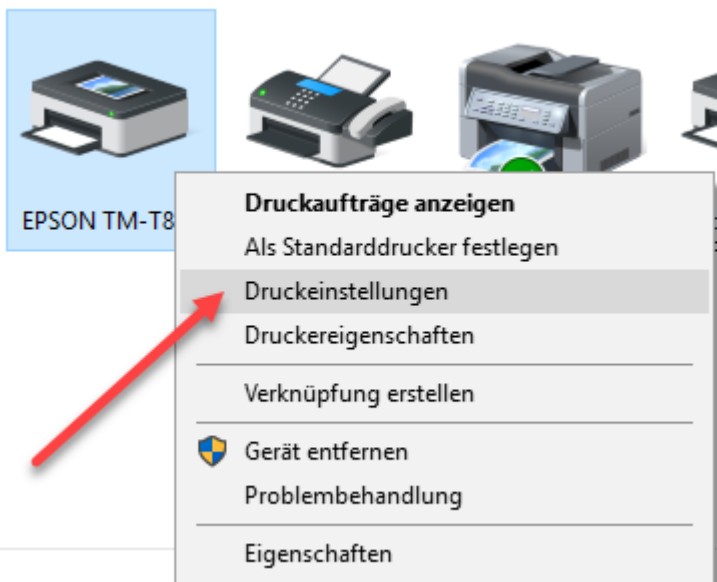 EPSON TM-T8
Druckaufträge anzeigen
Als Standarddrucker festlegen
Druckeinstellungen
Druckereigenschaften
Verknüpfung erstellen
Gerät entfernen
Problembehandlung
Eigenschaften